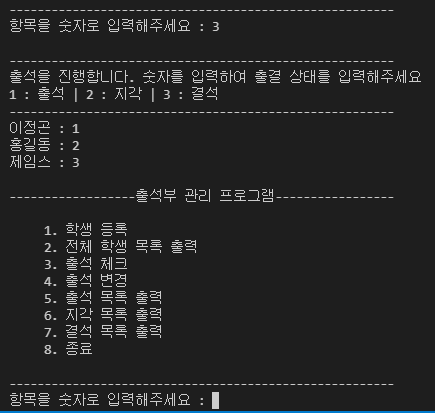 -------------------------------------------------------
항목을 숫자로 입력해주세요 : 3
-------------------------------------------------------
출석을 진행합니다. 숫자를 입력하여 출결 상태를 입력해주세요
1 : 출석 | 2 : 지각 | 3 : 결석
-------------------------------------------------------
이정곤 : 1
홍길동 : 2
제임스 : 3
------------------출석부 관리 프로그램-----------------
1. 학생 등록
2. 전체 학생 목록 출력
3. 출석 체크
4. 출석 변경
5. 출석 목록 출력
6. 지각 목록 출력
7. 결석 목록 출력
8. 종료
-------------------------------------------------------
항목을 숫자로 입력해주세요 :